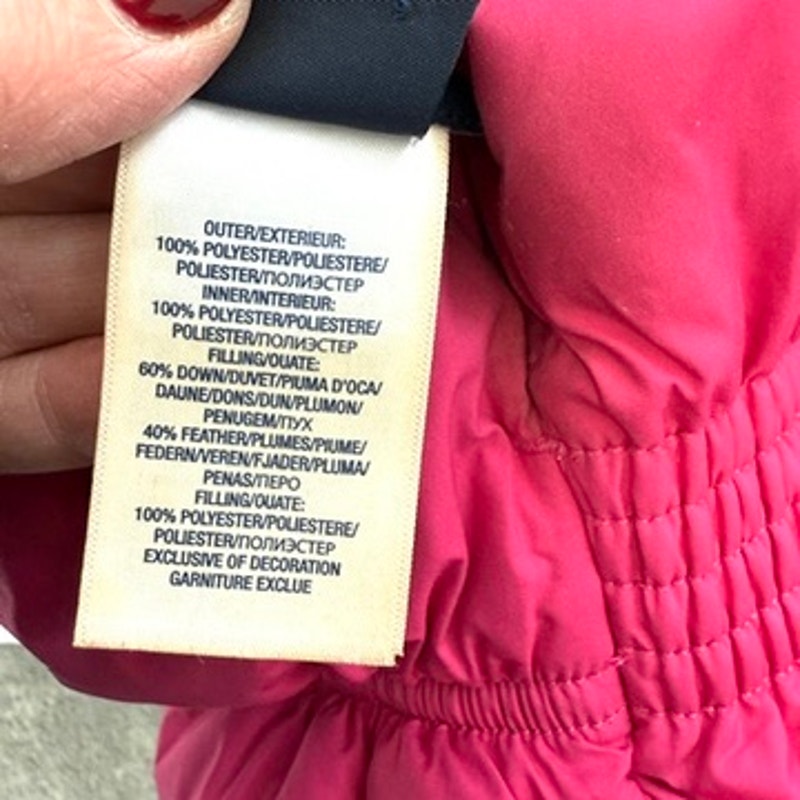 OUTER/EXTERIEUR:
100% POLYESTER/POLIESTERE/
POLIESTER/ПОЛИЭСТЕР
INNER/INTERIEUR:
100% POLYESTER/POLIESTERE/
POLIESTER/ПОЛИЭСТЕР
FILLING/OUATE:
60% DOWN/DUVET/PIUMA D'OCA/
DAUNE/DONS/DUN/PLUMON/
PENUGEM/ПУХ
40% FEATHER/PLUMES/PIUME/
FEDERN/VEREN/FJADER/PLUMA/
PENAS/ПЕРО
FILLING/OUATE:
100% POLYESTER/POLIESTERE/
POLIESTER/ПОЛИЭСТЕР
EXCLUSIVE OF DECORATION
GARNITURE EXCLUE